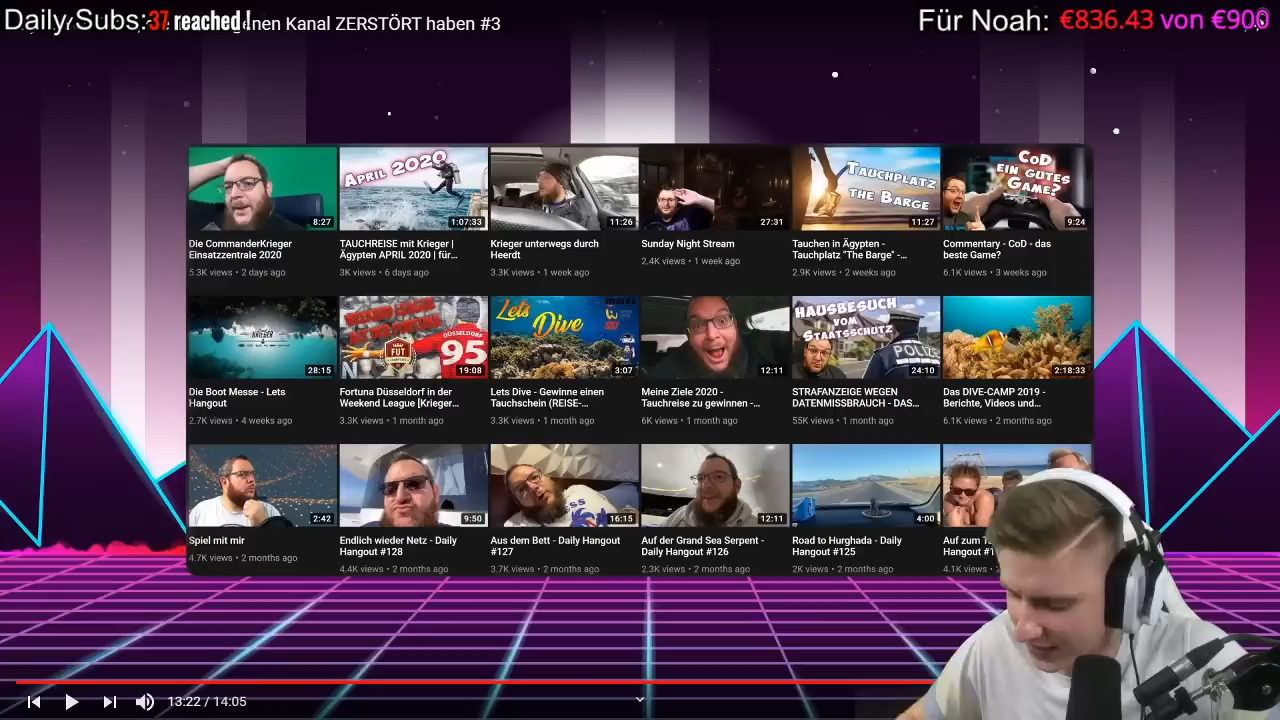 Daily Subs: 37 reached !
enen Kanal ZERSTÖRT haben #3
Für Noah: €836.43 von €900
APRIL 2020
TAUCHPLATZ
THE BARGE
COD
EIN GUTES
GAME?
8:27
1:07:33
11:26
27:31
11:27
9:24
Die CommanderKrieger
Einsatzzentrale 2020
5.3K views • 2 days ago
TAUCHREISE mit Krieger |
Ägypten APRIL 2020 | für...
3K views • 6 days ago
Krieger unterwegs durch
Heerdt
3.3K views • 1 week ago
Sunday Night Stream
2.4K views • 1 week ago
Tauchen in Ägypten -
Tauchplatz "The Barge" -...
2.9K views • 2 weeks ago
Commentary - CoD - das
beste Game?
6.1K views • 3 weeks ago
KRIEGER
FUT
DÜSSELDORF
95
Lets
Dive
HAUSBESUCH
VOM
STAATSSCHUTZ
POLIZE
28:15
19:08
3:07
12:11
24:10
2:18:33
Die Boot Messe - Lets
Hangout
2.7K views • 4 weeks ago
Fortuna Düsseldorf in der
Weekend League [Krieger...
3.3K views • 1 month ago
Lets Dive - Gewinne einen
Tauchschein (REISE-...
3.3K views • 1 month ago
Meine Ziele 2020 -
Tauchreise zu gewinnen -...
6K views • 1 month ago
STRAFANZEIGE WEGEN
DATENMISSBRAUCH - DAS...
55K views • 1 month ago
Das DIVE-CAMP 2019 -
Berichte, Videos und...
6.1K views • 2 months ago
2:42
9:50
16:15
12:11
4:00
Spiel mit mir
4.7K views • 2 months ago
Endlich wieder Netz - Daily
Hangout #128
4.4K views • 2 months ago
Aus dem Bett - Daily Hangout
#127
3.7K views • 2 months ago
Auf der Grand Sea Serpent -
Daily Hangout #126
2.3K views • 2 months ago
Road to Hurghada - Daily
Hangout #125
2K views • 2 months ago
Auf zum
Hangout
4.1K views • 2
13:22 / 14:05